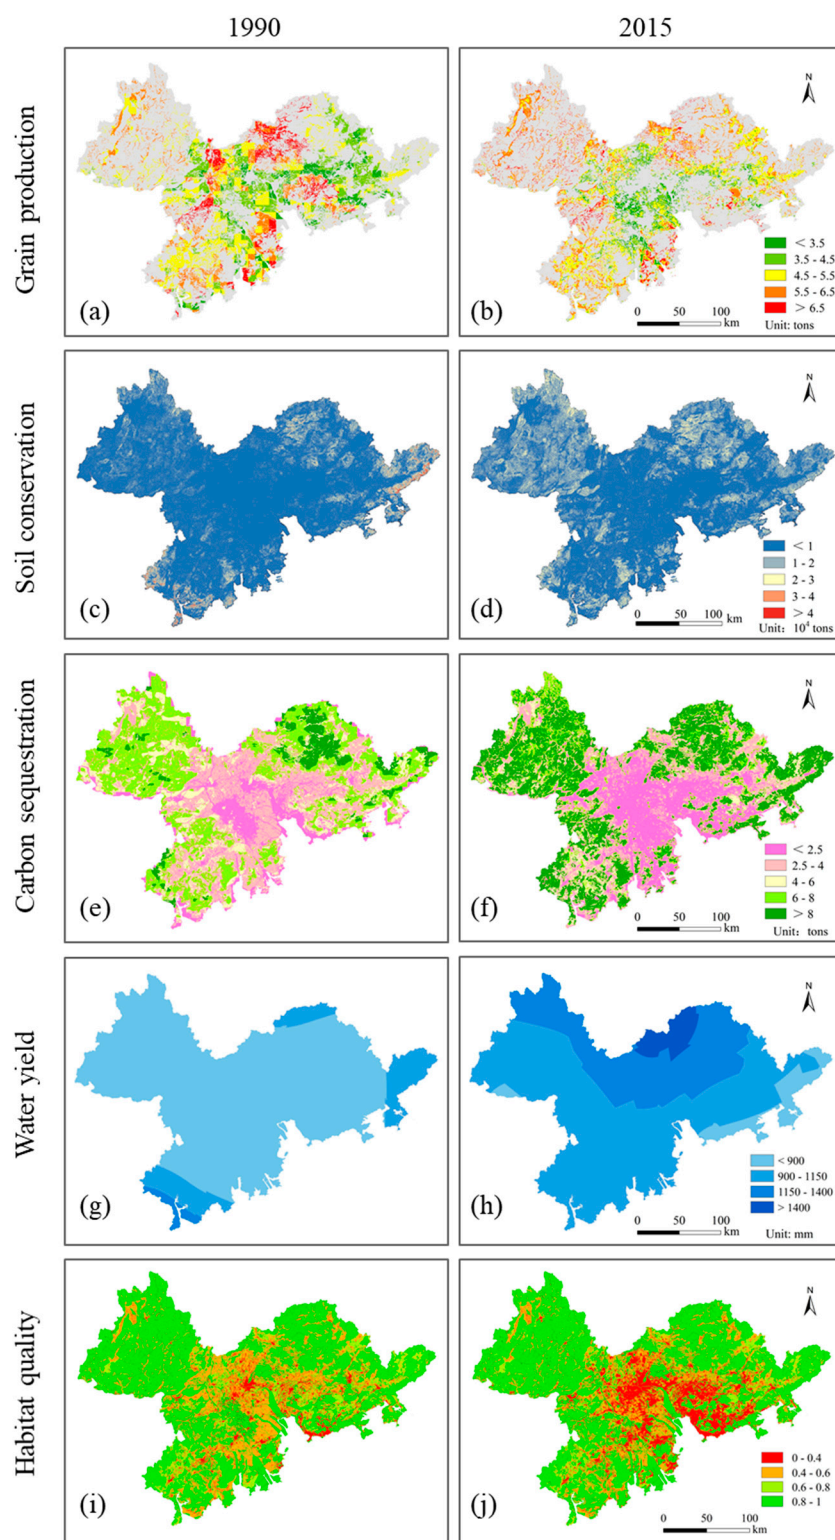 1990
2015
Grain production
(a)
N
(b)
< 3.5
3.5 - 4.5
4.5 - 5.5
5.5 - 6.5
> 6.5
Unit: tons
0 50 100
km
Soil conservation
(c)
N
(d)
< 1
1 - 2
2 - 3
3 - 4
> 4
Unit: 10⁴ tons
0 50 100
km
Carbon sequestration
(e)
N
(f)
< 2.5
2.5 - 4
4 - 6
6 - 8
> 8
Unit: tons
0 50 100
km
Water yield
(g)
N
(h)
< 900
900 - 1150
1150 - 1400
> 1400
Unit: mm
0 50 100
km
Habitat quality
(i)
N
(j)
0 - 0.4
0.4 - 0.6
0.6 - 0.8
0.8 - 1
0 50 100
km